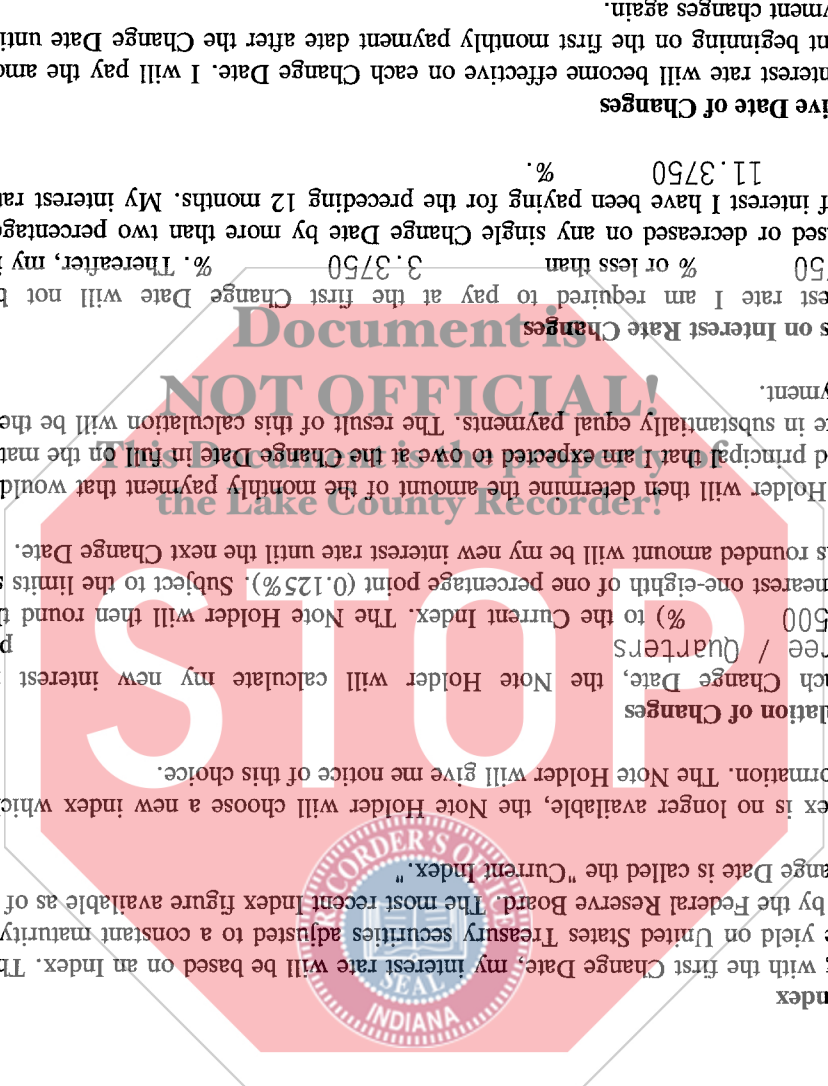 ndex
with the first Change Date, my interest rate will be based on an Index. Th
e yield on United States Treasury securities adjusted to a constant maturity
by the Federal Reserve Board. The most recent Index figure available as of
ange Date is called the "Current Index."
ex is no longer available, the Note Holder will choose a new index whic
ormation. The Note Holder will give me notice of this choice.
lation of Changes
ch Change Date, the Note Holder will calculate my new interest
ree / Quarters p
500 %) to the Current Index. The Note Holder will then round t
nearest one-eighth of one percentage point (0.125%). Subject to the limits s
s rounded amount will be my new interest rate until the next Change Date.
Holder will then determine the amount of the monthly payment that would
d principal that I am expected to owe at the Change Date in full on the mat
te in substantially equal payments. The result of this calculation will be the
yment.
s on Interest Rate Changes
est rate I am required to pay at the first Change Date will not b
50 % or less than 3.3750 %. Thereafter, my i
sed or decreased on any single Change Date by more than two percentage
f interest I have been paying for the preceding 12 months. My interest rat
11.3750 %.
ive Date of Changes
nterest rate will become effective on each Change Date. I will pay the amo
nt beginning on the first monthly payment date after the Change Date unti
yment changes again.
Document is
NOT OFFICIAL!
This Document is the property of
the Lake County Recorder!
STOP
RECORDER'S OFFICE
SEAL
INDIANA